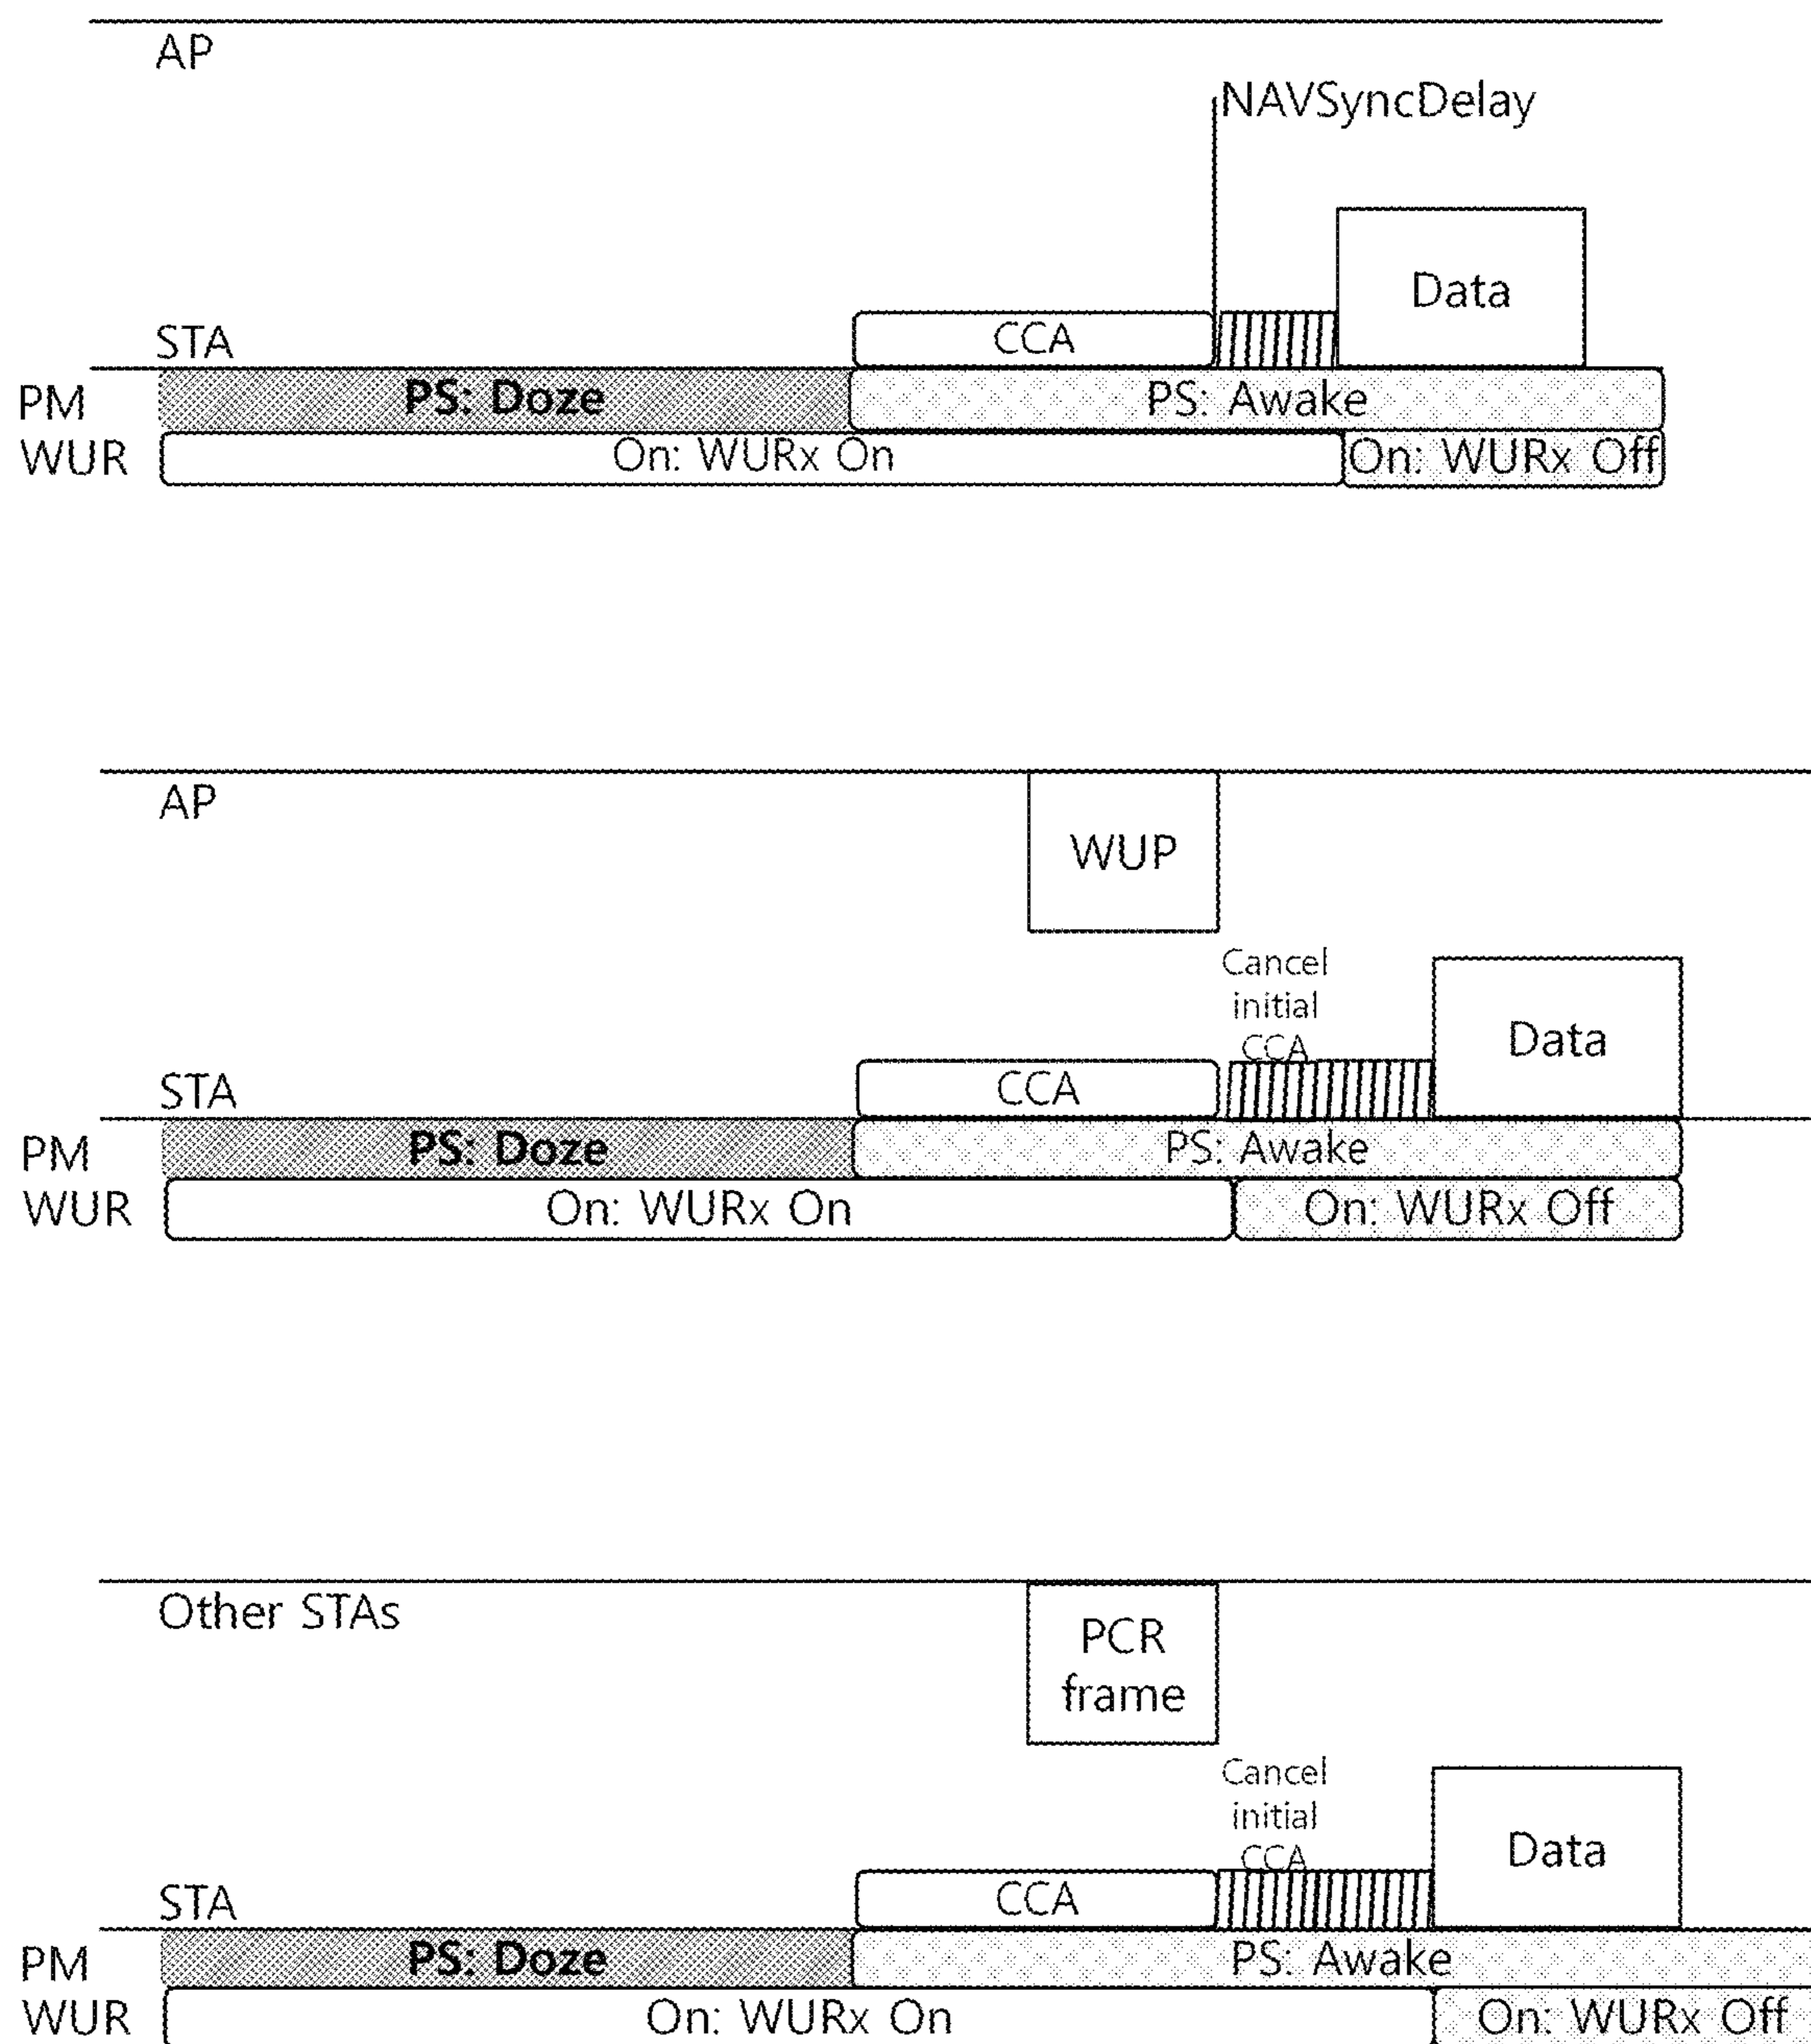 AP
NAVSyncDelay
Data
STA
CCA
PM
PS: Doze
PS: Awake
WUR
On: WURx On
On: WURx Off
AP
WUP
Cancel
initial
CCA
Data
STA
CCA
PM
PS: Doze
PS: Awake
WUR
On: WURx On
On: WURx Off
Other STAs
PCR
frame
Cancel
initial
CCA
Data
STA
CCA
PM
PS: Doze
PS: Awake
WUR
On: WURx On
On: WURx Off